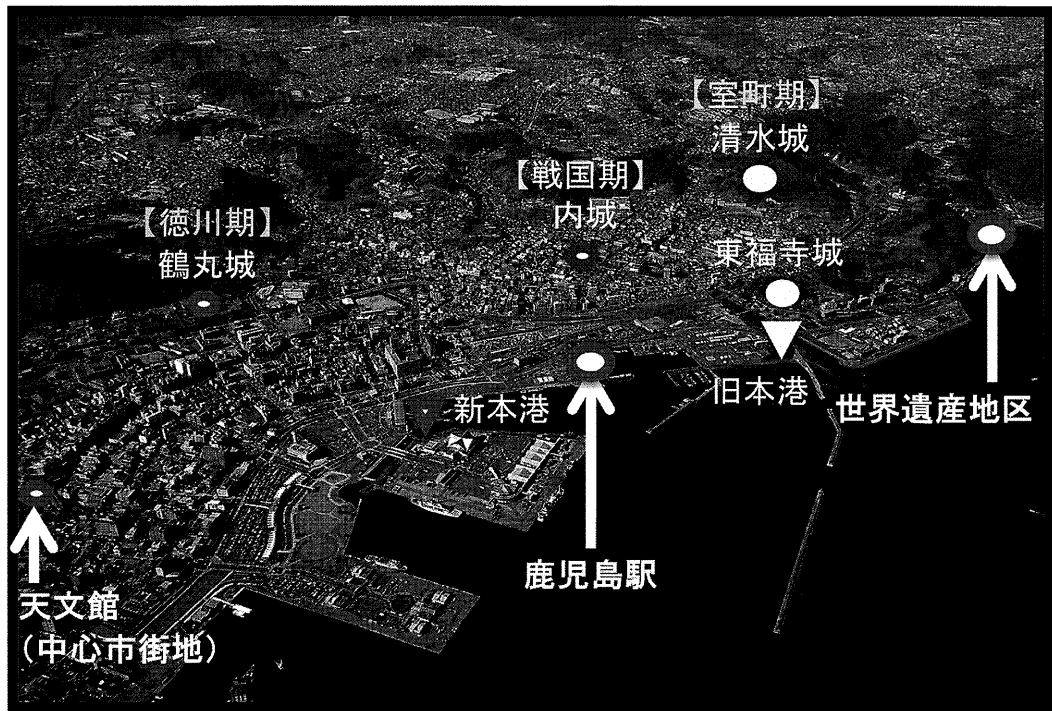 【室町期】
清水城
【戦国期】
内城
【徳川期】
鶴丸城
東福寺城
新本港
旧本港
世界遺産地区
鹿児島駅
天文館
(中心市街地)